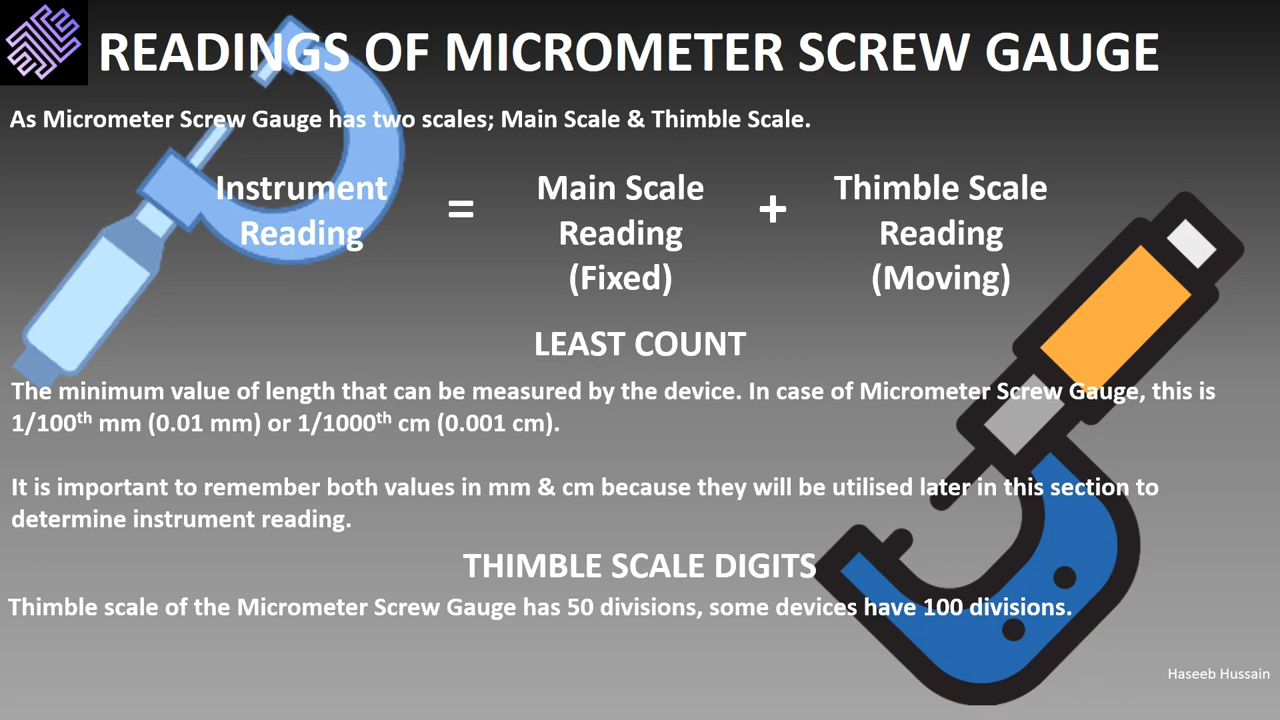 READINGS OF MICROMETER SCREW GAUGE
As Micrometer Screw Gauge has two scales; Main Scale & Thimble Scale.
Instrument Reading = Main Scale Reading (Fixed) + Thimble Scale Reading (Moving)
LEAST COUNT
The minimum value of length that can be measured by the device. In case of Micrometer Screw Gauge, this is
1/100th mm (0.01 mm) or 1/1000th cm (0.001 cm).
It is important to remember both values in mm & cm because they will be utilised later in this section to
determine instrument reading.
THIMBLE SCALE DIGITS
Thimble scale of the Micrometer Screw Gauge has 50 divisions, some devices have 100 divisions.
Haseeb Hussain